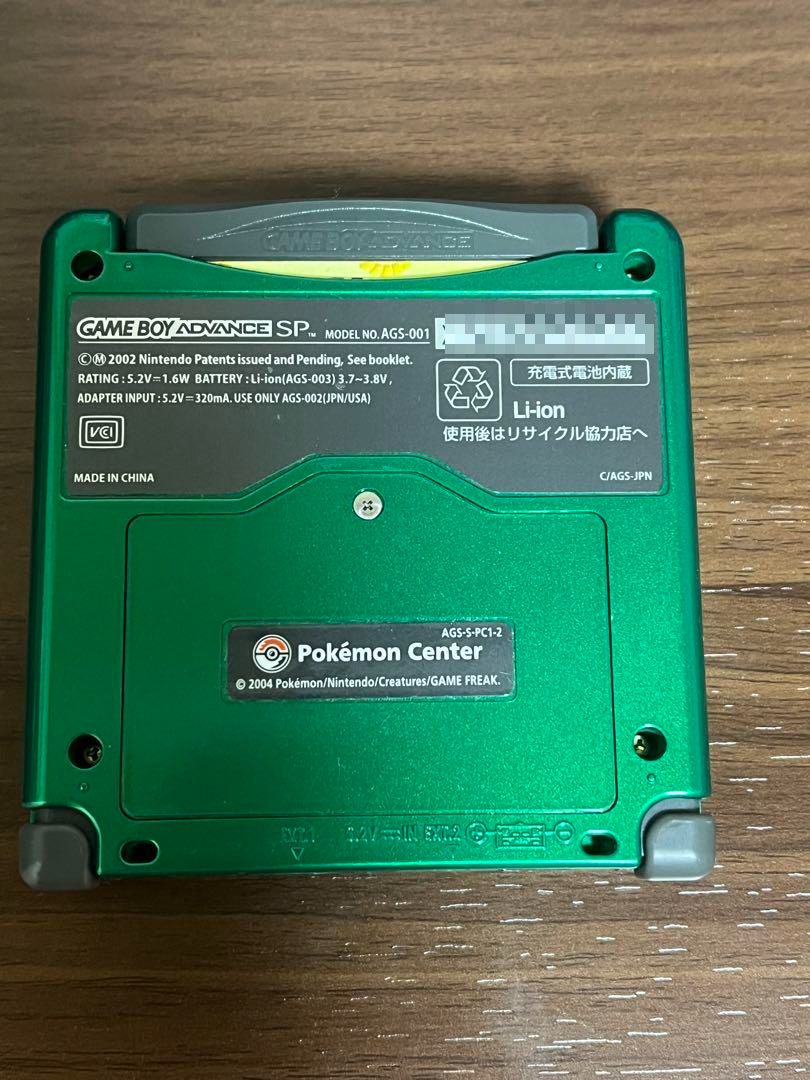 GAME BOY ADVANCE
GAME BOY ADVANCE SP™ MODEL NO. AGS-001
ⒸⓂ 2002 Nintendo Patents issued and Pending, See booklet.
RATING : 5.2V⎓1.6W BATTERY : Li-ion(AGS-003) 3.7~3.8V ,
ADAPTER INPUT : 5.2V⎓320mA. USE ONLY AGS-002(JPN/USA)
VCI
充電式電池内蔵
Li-ion
使用後はリサイクル協力店へ
MADE IN CHINA
C/AGS-JPN
AGS-S-PC1-2
Pokémon Center
© 2004 Pokémon/Nintendo/Creatures/GAME FREAK.
EXT.1 5.2V⎓IN EXT.2